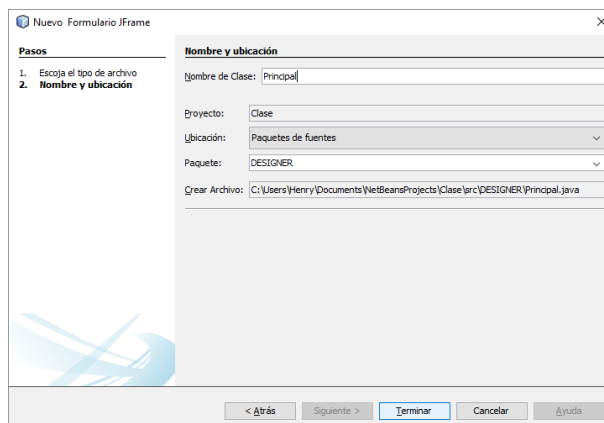 Nuevo Formulario JFrame
Pasos
1. Escoja el tipo de archivo
2. Nombre y ubicación
Nombre y ubicación
Nombre de Clase: Principal
Proyecto: Clase
Ubicación: Paquetes de fuentes
Paquete: DESIGNER
Crear Archivo: C:\Users\Henry\Documents\NetBeansProjects\Clase\src\DESIGNER\Principal.java
< Atrás
Siguiente >
Terminar
Cancelar
Ayuda